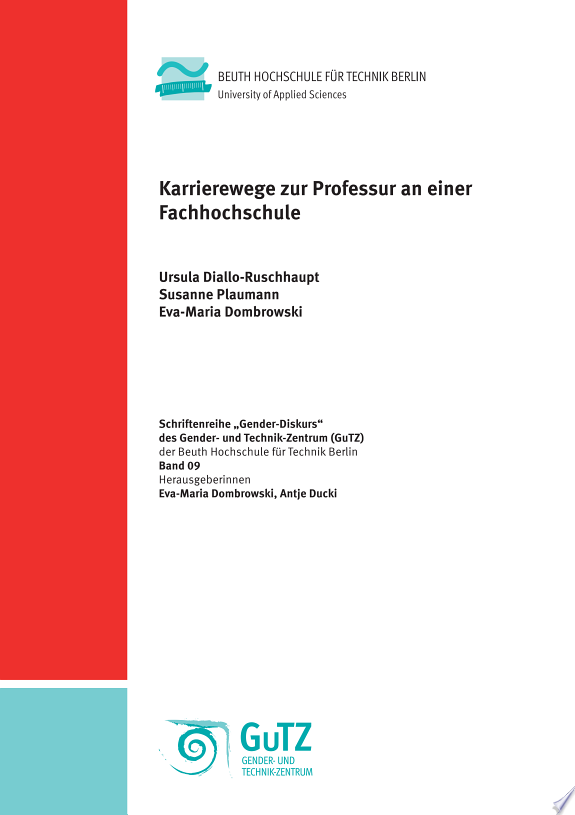 BEUTH HOCHSCHULE FÜR TECHNIK BERLIN
University of Applied Sciences
Karrierewege zur Professur an einer
Fachhochschule
Ursula Diallo-Ruschhaupt
Susanne Plaumann
Eva-Maria Dombrowski
Schriftenreihe „Gender-Diskurs“
des Gender- und Technik-Zentrum (GuTZ)
der Beuth Hochschule für Technik Berlin
Band 09
Herausgeberinnen
Eva-Maria Dombrowski, Antje Ducki
GuTZ
GENDER- UND
TECHNIK-ZENTRUM